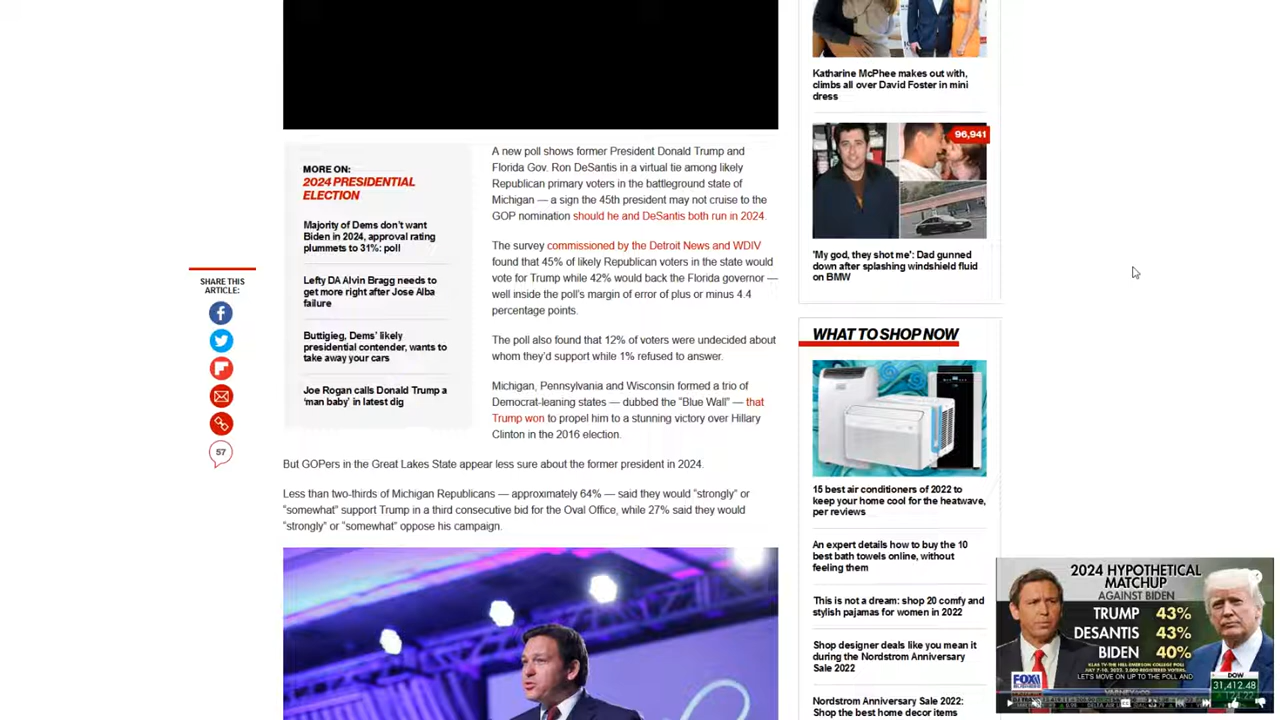 SHARE THIS
ARTICLE:
57
MORE ON:
2024 PRESIDENTIAL
ELECTION
Majority of Dems don't want
Biden in 2024, approval rating
plummets to 31%: poll
Lefty DA Alvin Bragg needs to
get more right after Jose Alba
failure
Buttigieg, Dems' likely
presidential contender, wants to
take away your cars
Joe Rogan calls Donald Trump a
'man baby' in latest dig
A new poll shows former President Donald Trump and
Florida Gov. Ron DeSantis in a virtual tie among likely
Republican primary voters in the battleground state of
Michigan — a sign the 45th president may not cruise to the
GOP nomination should he and DeSantis both run in 2024.
The survey commissioned by the Detroit News and WDIV
found that 45% of likely Republican voters in the state would
vote for Trump while 42% would back the Florida governor —
well inside the poll's margin of error of plus or minus 4.4
percentage points.
The poll also found that 12% of voters were undecided about
whom they'd support while 1% refused to answer.
Michigan, Pennsylvania and Wisconsin formed a trio of
Democrat-leaning states — dubbed the "Blue Wall" — that
Trump won to propel him to a stunning victory over Hillary
Clinton in the 2016 election.
But GOPers in the Great Lakes State appear less sure about the former president in 2024.
Less than two-thirds of Michigan Republicans — approximately 64% — said they would "strongly" or
"somewhat" support Trump in a third consecutive bid for the Oval Office, while 27% said they would
"strongly" or "somewhat" oppose his campaign.
Katharine McPhee makes out with,
climbs all over David Foster in mini
dress
96,941
'My god, they shot me': Dad gunned
down after splashing windshield fluid
on BMW
WHAT TO SHOP NOW
15 best air conditioners of 2022 to
keep your home cool for the heatwave,
per reviews
An expert details how to buy the 10
best bath towels online, without
feeling them
This is not a dream: shop 20 comfy and
stylish pajamas for women in 2022
Shop designer deals like you mean it
during the Nordstrom Anniversary
Sale 2022
Nordstrom Anniversary Sale 2022:
Shop the best home decor items
2024 HYPOTHETICAL
MATCHUP
AGAINST BIDEN
TRUMP 43%
DESANTIS 43%
BIDEN 40%
LET'S MOVE ON UP TO THE POLL AND
FOX
BUSINESS
DOW
31,412.48